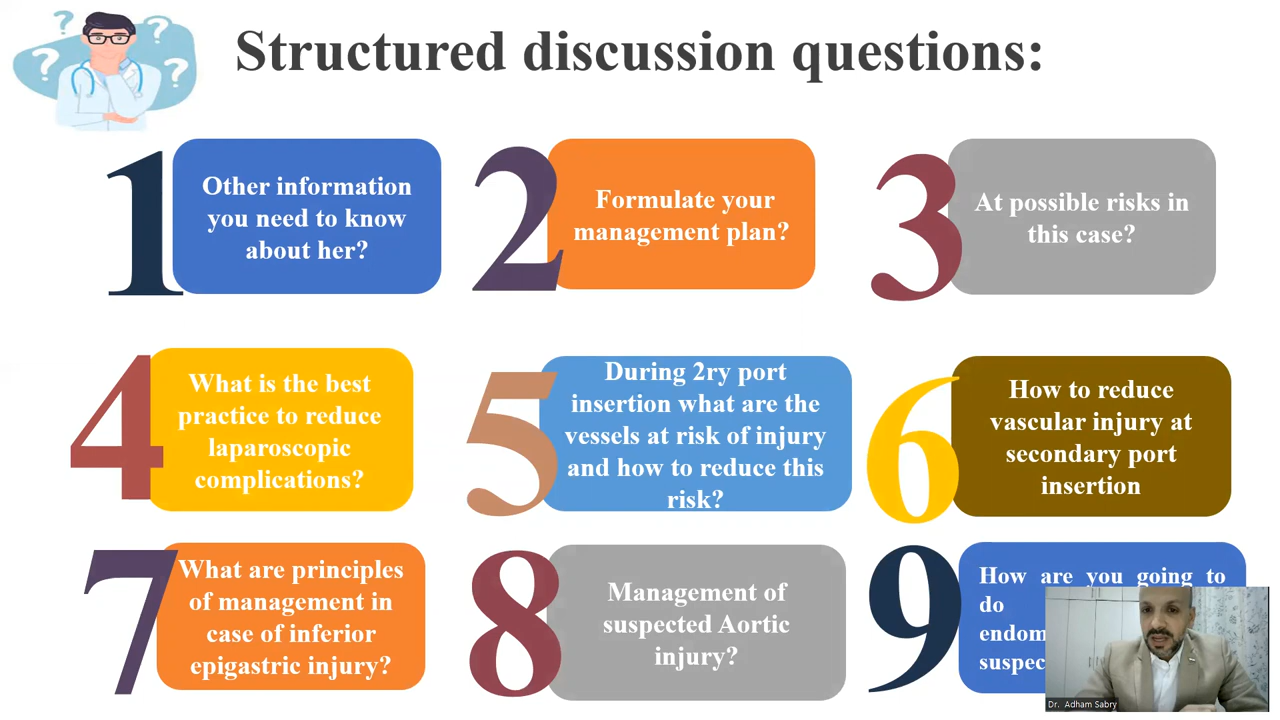 Structured discussion questions:
1
Other information
you need to know
about her?
2
Formulate your
management plan?
3
At possible risks in
this case?
4
What is the best
practice to reduce
laparoscopic
complications?
5
During 2ry port
insertion what are the
vessels at risk of injury
and how to reduce this
risk?
6
How to reduce
vascular injury at
secondary port
insertion
7
What are principles
of management in
case of inferior
epigastric injury?
8
Management of
suspected Aortic
injury?
9
How are you going to
do
Dr. Adham Sabry